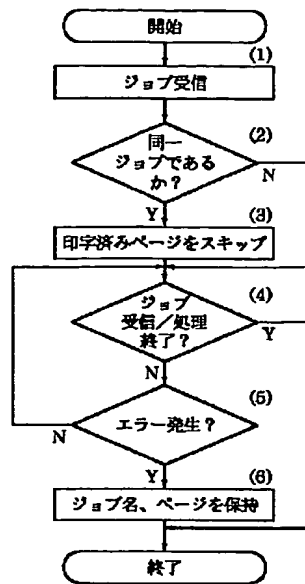 開始
(1)
ジョブ受信
(2)
同一
ジョブである
か？
N
Y
(3)
印字済みページをスキップ
(4)
ジョブ
受信／処理
終了？
Y
N
(5)
エラー発生？
N
Y
(6)
ジョブ名、ページを保持
終了